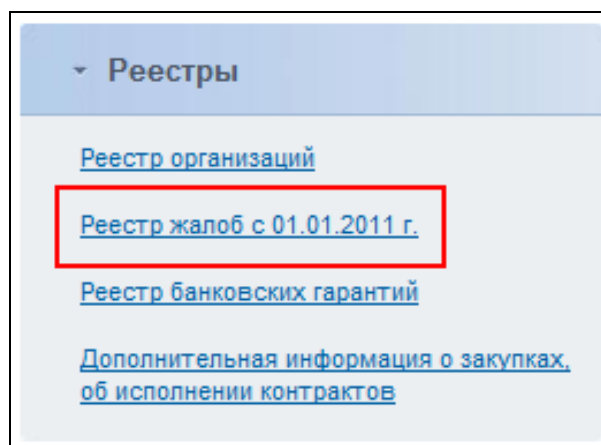 Реестры
Реестр организаций
Реестр жалоб с 01.01.2011 г.
Реестр банковских гарантий
Дополнительная информация о закупках,
об исполнении контрактов